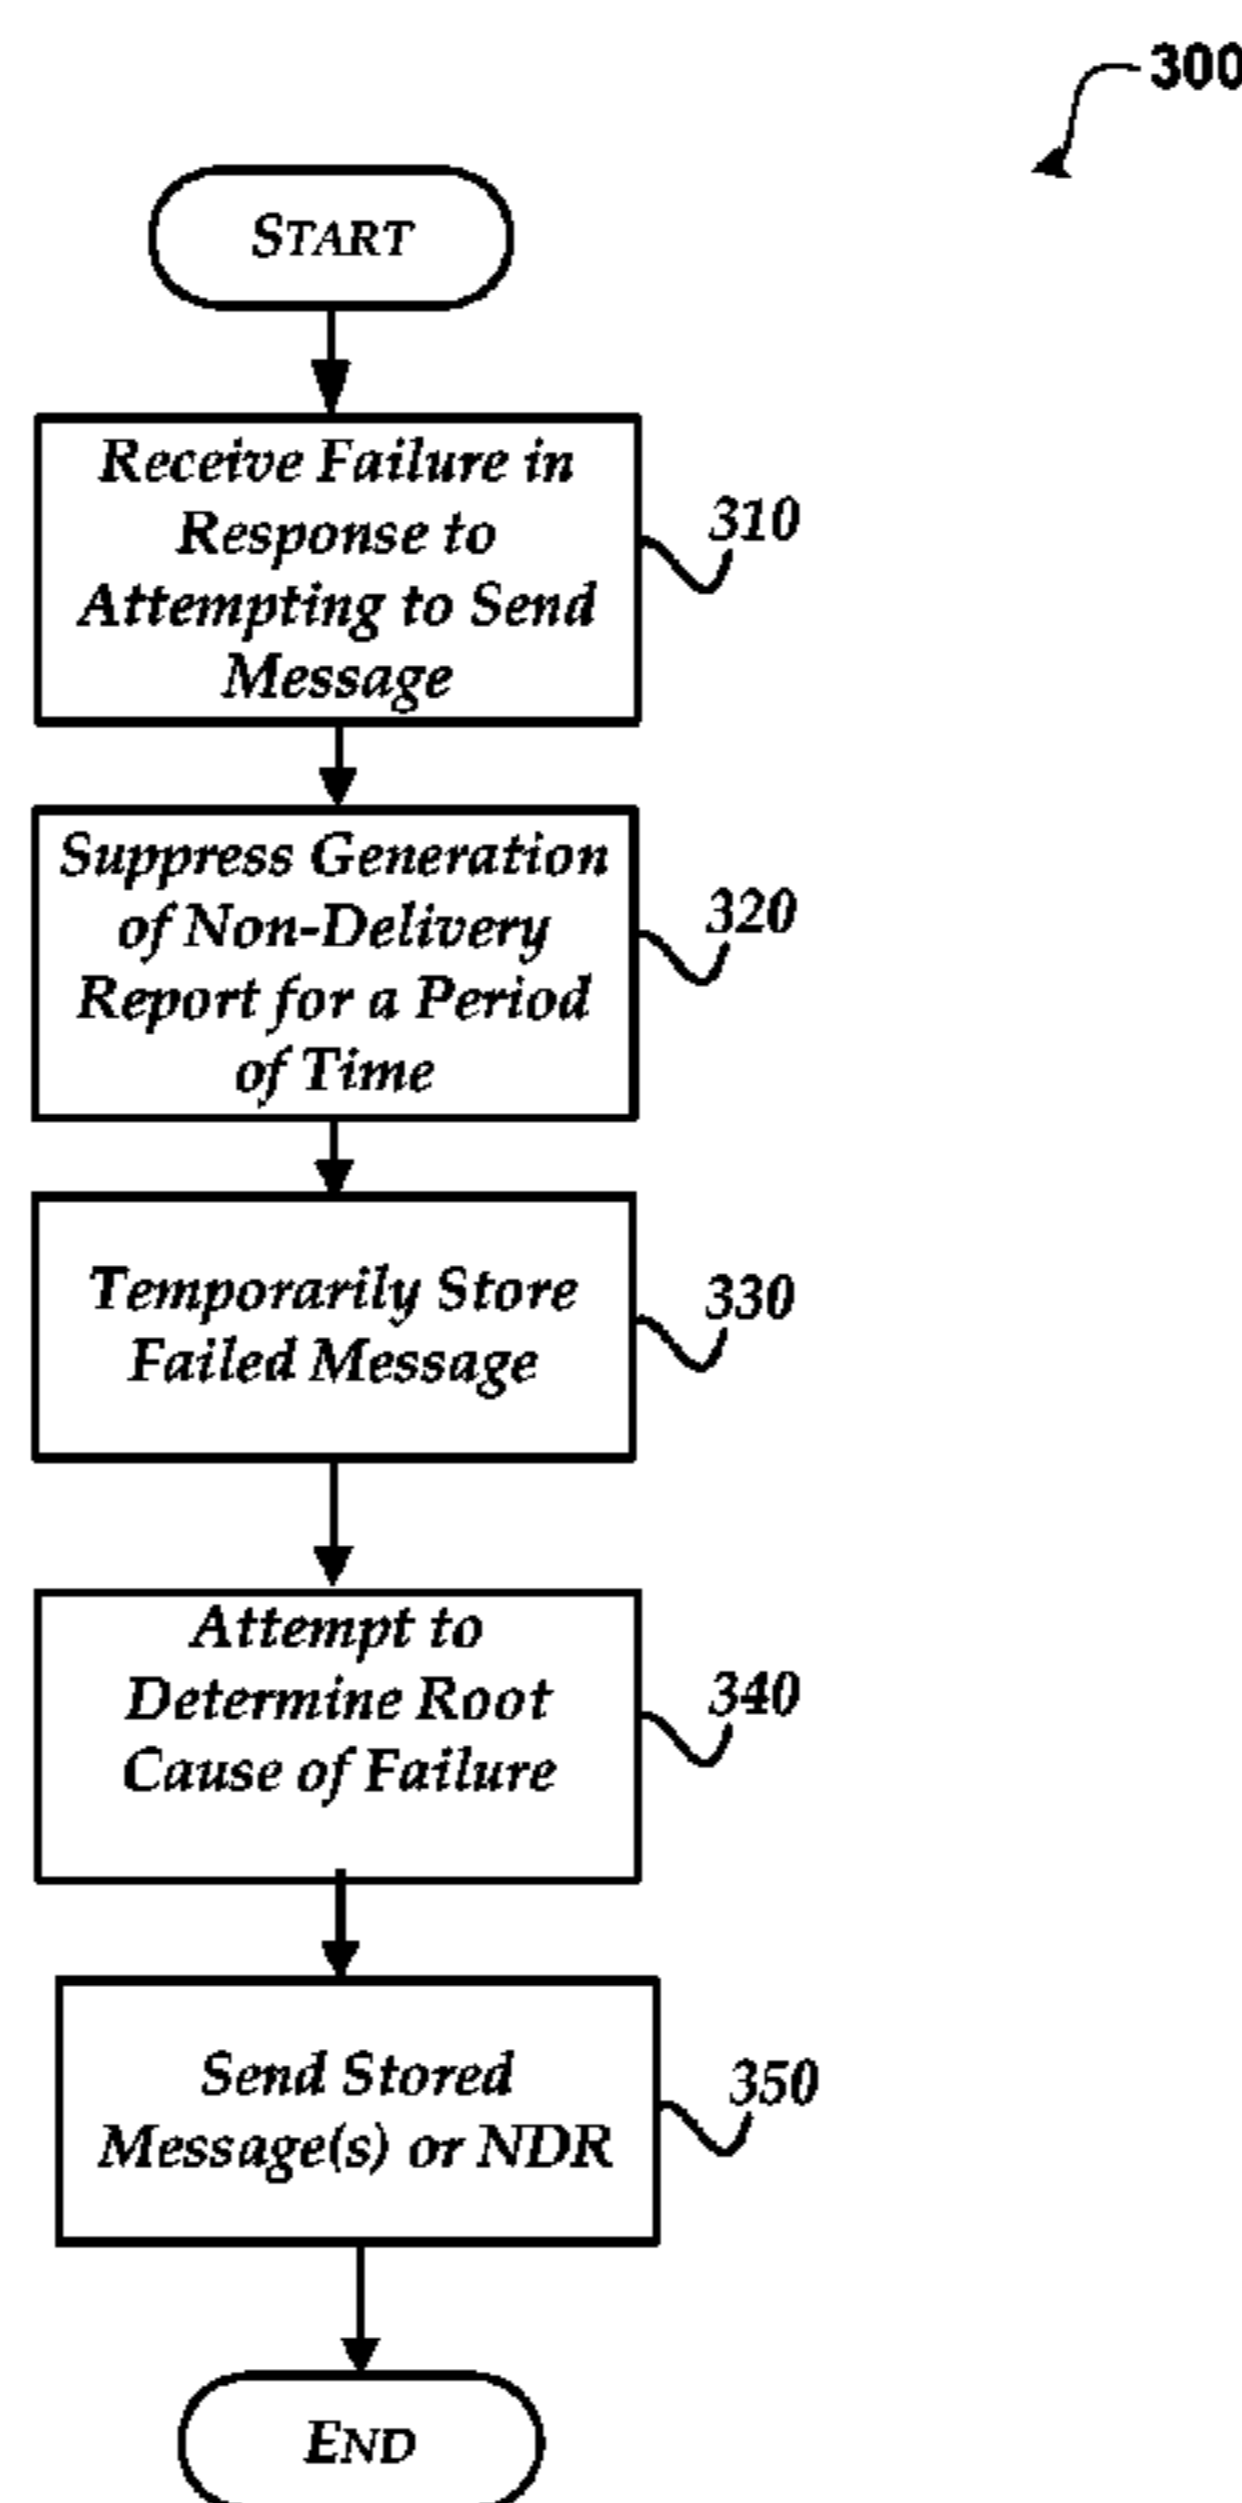 300
START
Receive Failure in
Response to
Attempting to Send
Message
310
Suppress Generation
of Non-Delivery
Report for a Period
of Time
320
Temporarily Store
Failed Message
330
Attempt to
Determine Root
Cause of Failure
340
Send Stored
Message(s) or NDR
350
END